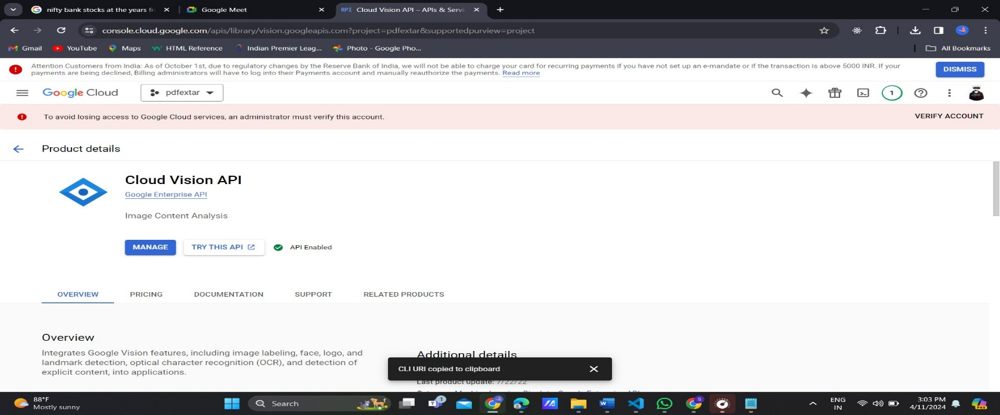 nifty bank stocks at the years fr
Google Meet
API Cloud Vision API – APIs & Servi
console.cloud.google.com/apis/library/vision.googleapis.com?project=pdfextar&supportedpurview=project
Gmail
YouTube
Maps
HTML Reference
Indian Premier Leag...
Photo - Google Pho...
All Bookmarks
Attention Customers from India: As of October 1st, due to regulatory changes by the Reserve Bank of India, we will not be able to charge your card for recurring payments if you have not set up an e-mandate or if the transaction is above 5000 INR. If your
payments are being declined, Billing administrators will have to log into their Payments account and manually reauthorize the payments. Read more
DISMISS
Google Cloud
pdfextar
1
To avoid losing access to Google Cloud services, an administrator must verify this account.
VERIFY ACCOUNT
Product details
Cloud Vision API
Google Enterprise API
Image Content Analysis
MANAGE
TRY THIS API
API Enabled
OVERVIEW
PRICING
DOCUMENTATION
SUPPORT
RELATED PRODUCTS
Overview
Integrates Google Vision features, including image labeling, face, logo, and
landmark detection, optical character recognition (OCR), and detection of
explicit content, into applications.
Additional details
CLI URI copied to clipboard
Last product update: 7/22/22
88°F
Mostly sunny
Search
1
ENG
IN
3:03 PM
4/11/2024